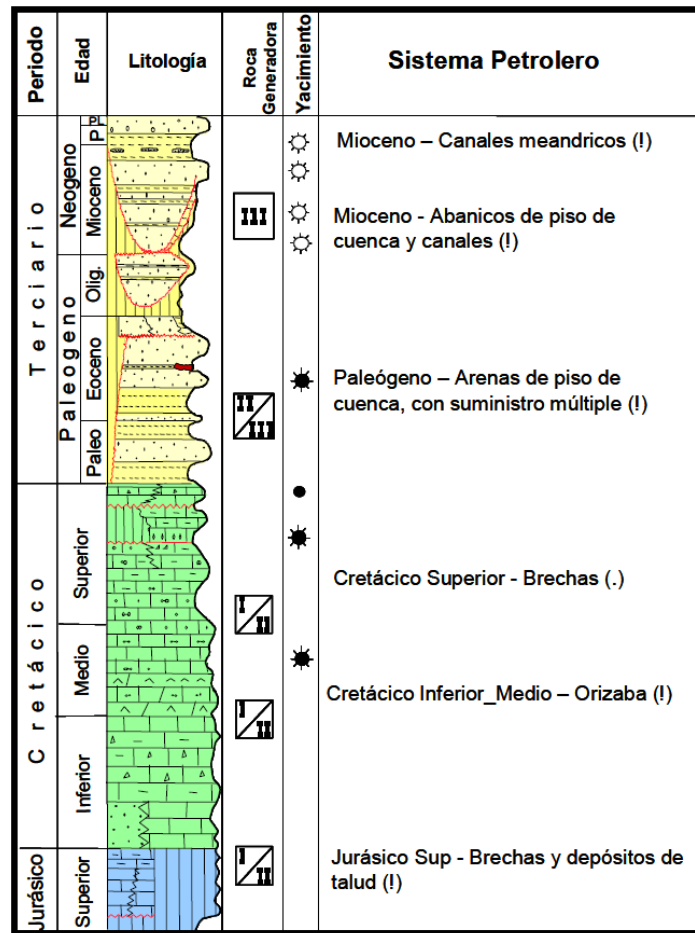 Periodo
Edad
Litología
Roca
Generadora
Yacimiento
Sistema Petrolero
Terciario
Neogeno
Pl
P
Mioceno
Paleogeno
Olig.
Eoceno
Paleo
Cretácico
Superior
Medio
Inferior
Jurásico
Superior
III
II
III
I
II
I
II
I
II
Mioceno – Canales meandricos (!)
Mioceno - Abanicos de piso de
cuenca y canales (!)
Paleógeno – Arenas de piso de
cuenca, con suministro múltiple (!)
Cretácico Superior - Brechas (.)
Cretácico Inferior_Medio – Orizaba (!)
Jurásico Sup - Brechas y depósitos de
talud (!)